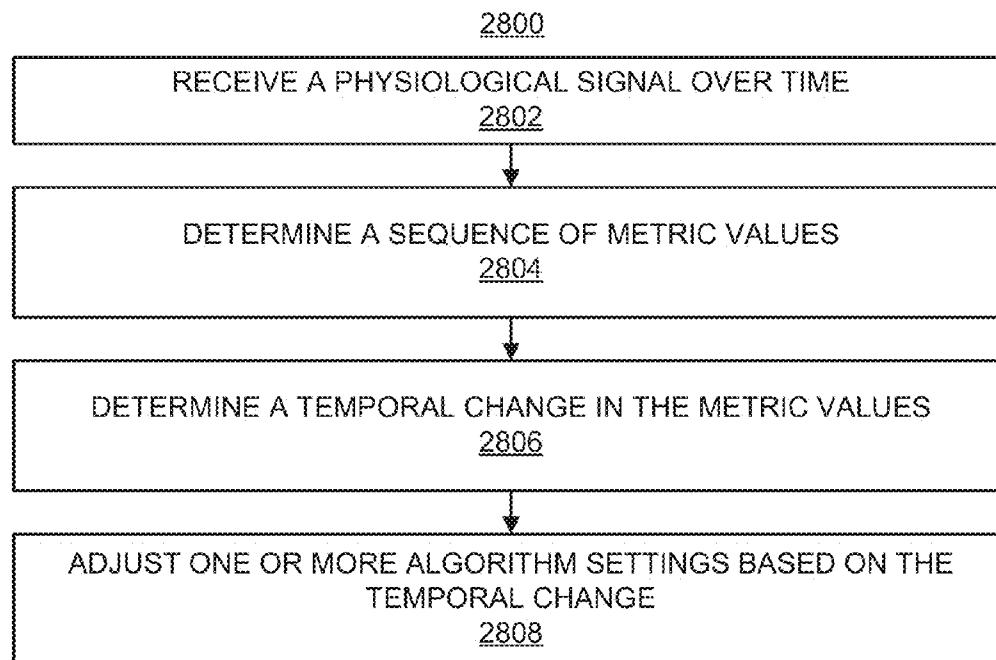 2800
RECEIVE A PHYSIOLOGICAL SIGNAL OVER TIME
2802
DETERMINE A SEQUENCE OF METRIC VALUES
2804
DETERMINE A TEMPORAL CHANGE IN THE METRIC VALUES
2806
ADJUST ONE OR MORE ALGORITHM SETTINGS BASED ON THE
TEMPORAL CHANGE
2808